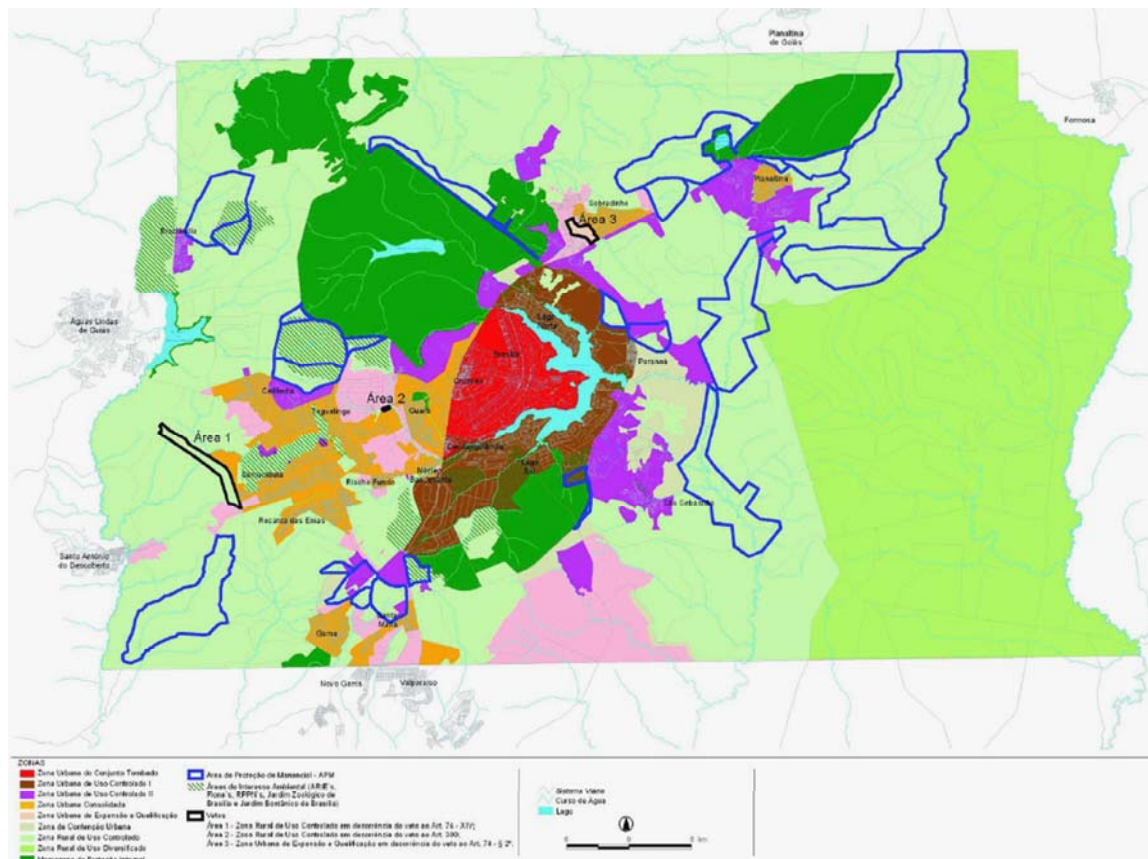 Planaltina
de Goiás
Formosa
Planaltina
Sobradinho
Área 3
Brazlândia
Águas Lindas
de Goiás
Lago
Norte
Brasília
Cruzeiro
Paranoá
Ceilândia
Área 2
Taguatinga
Guará
Área 1
Candangolândia
Samambaia
Núcleo
Bandeirante
Lago
Sul
Riacho Fundo
São Sebastião
Recanto das Emas
Santo Antônio
do Descoberto
Santa
Maria
Gama
Novo Gama
Valparaíso
ZONAS
Zona Urbana do Conjunto Tombado
Zona Urbana de Uso Controlado I
Zona Urbana de Uso Controlado II
Zona Urbana Consolidada
Zona Urbana de Expansão e Qualificação
Zona de Contenção Urbana
Zona Rural de Uso Controlado
Zona Rural de Uso Diversificado
Área de Proteção de Manancial - APM
Áreas de Interesse Ambiental (ARIE's,
Flona's, RPPN's, Jardim Zoológico de
Brasília e Jardim Botânico de Brasília)
Vetos
Área 1 - Zona Rural de Uso Controlado em decorrência do veto ao Art. 74 - XIV;
Área 2 - Zona Rural de Uso Controlado em decorrência do veto ao Art.
Área 3 - Zona Urbana de Expansão e Qualificação em decorrência do veto ao Art. 74 - § 2º.
Sistema Viário
Curso de Água
Lago
0